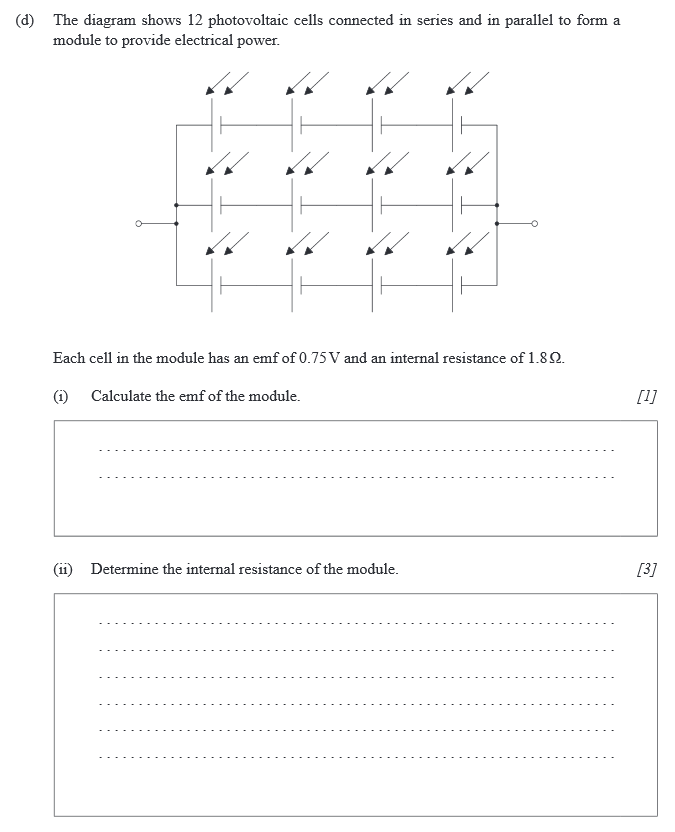 (d) The diagram shows 12 photovoltaic cells connected in series and in parallel to form a
module to provide electrical power.
Each cell in the module has an emf of 0.75 V and an internal resistance of 1.8 Ω.
(i) Calculate the emf of the module. [1]
(ii) Determine the internal resistance of the module. [3]